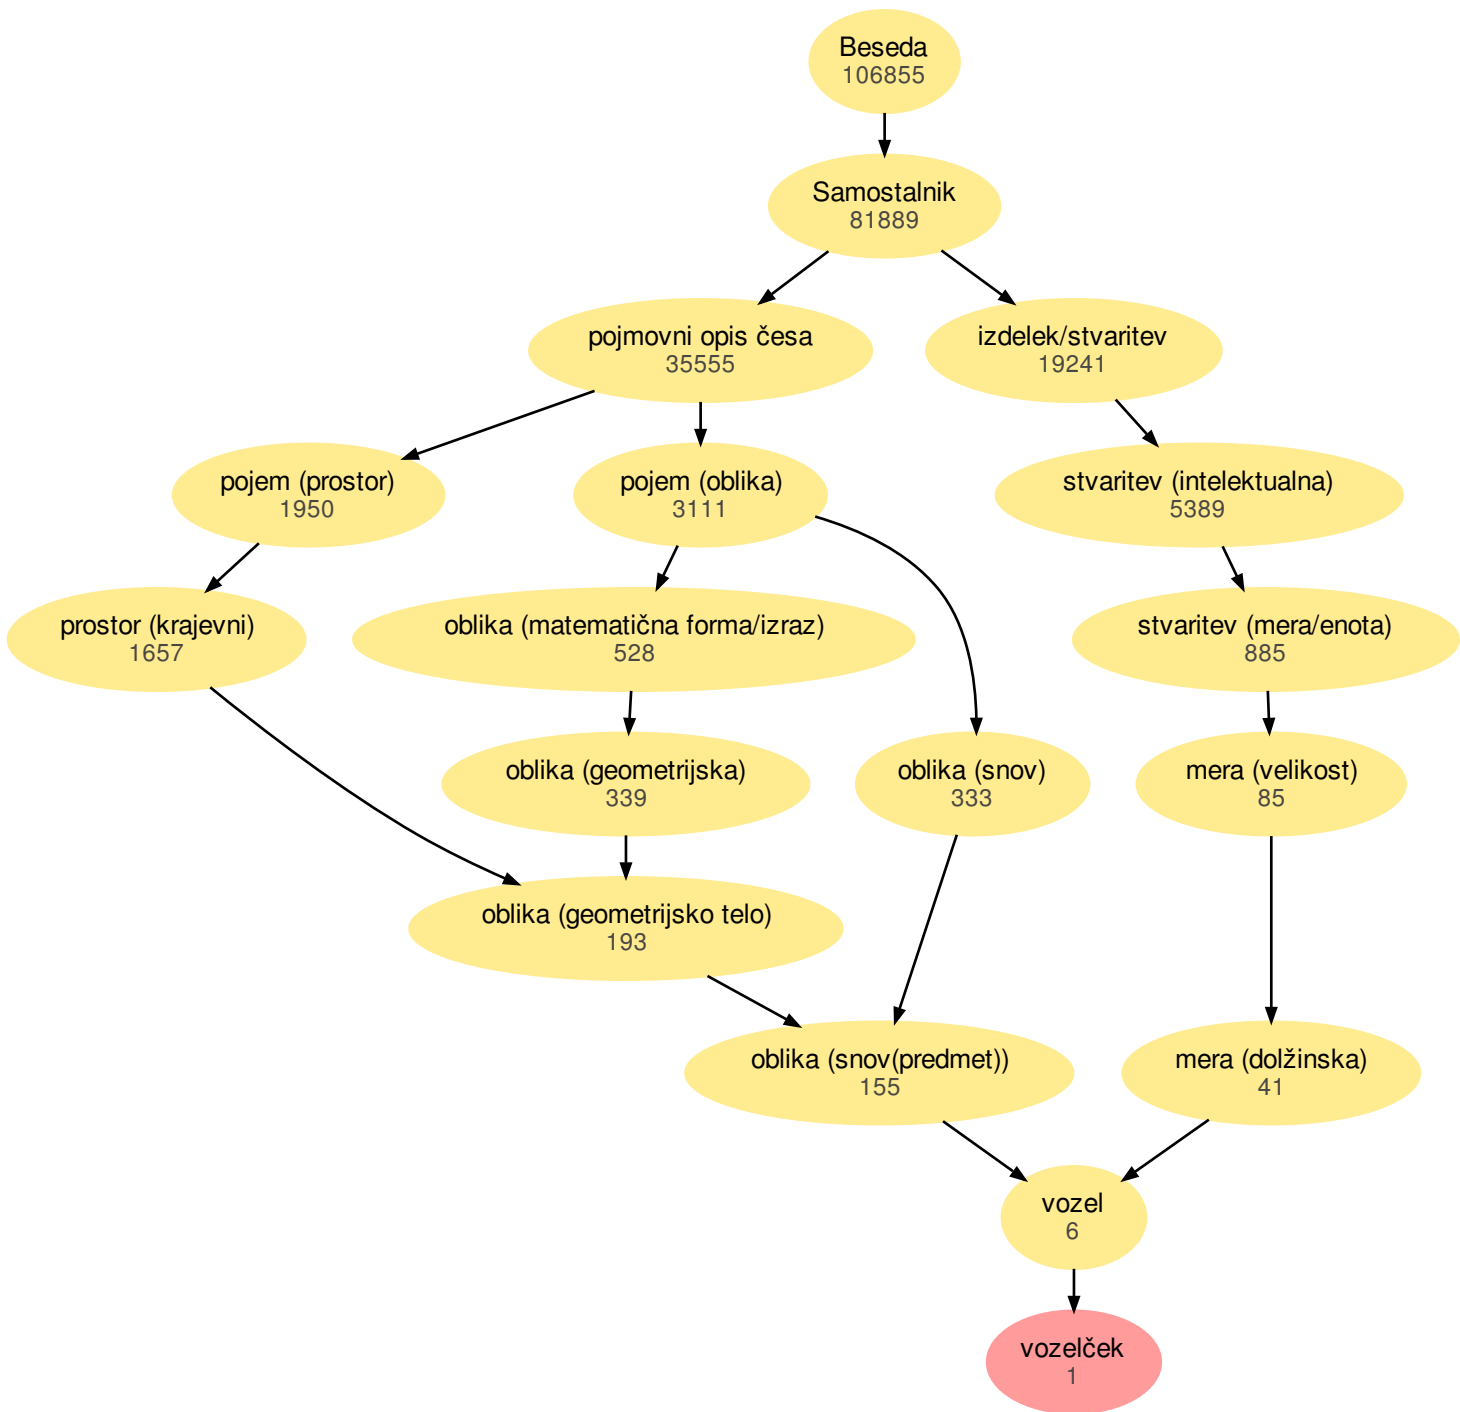 Beseda
106855
Samostalnik
81889
pojmovni opis česa
35555
izdelek/stvaritev
19241
pojem (prostor)
1950
pojem (oblika)
3111
stvaritev (intelektualna)
5389
prostor (krajevni)
1657
oblika (matematična forma/izraz)
528
stvaritev (mera/enota)
885
oblika (geometrijska)
339
oblika (snov)
333
mera (velikost)
85
oblika (geometrijsko telo)
193
oblika (snov(predmet))
155
mera (dolžinska)
41
vozel
6
vozelček
1